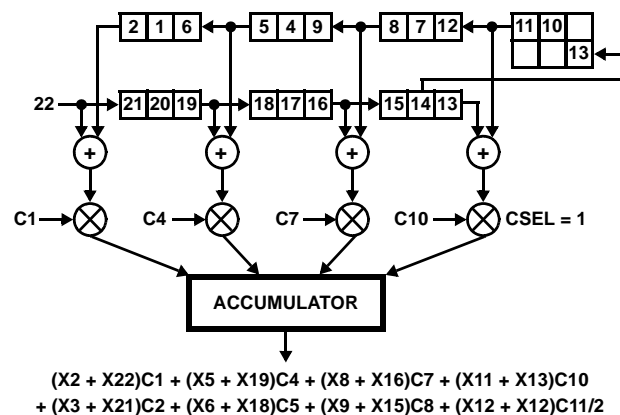 2 1 6 5 4 9 8 7 12 11 10
13
22 21 20 19 18 17 16 15 14 13
+ + + +
C1 C4 C7 C10 CSEL = 1
ACCUMULATOR
(X2 + X22)C1 + (X5 + X19)C4 + (X8 + X16)C7 + (X11 + X13)C10
+ (X3 + X21)C2 + (X6 + X18)C5 + (X9 + X15)C8 + (X12 + X12)C11/2